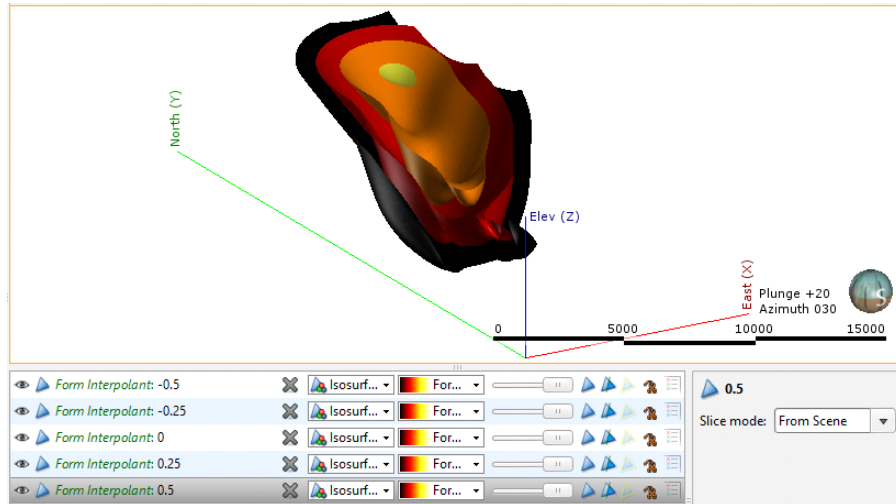 North (Y)
Elev (Z)
East (X)
Plunge +20
Azimuth 030
0 5000 10000 15000
Form Interpolant: -0.5 Isosurf... For...
Form Interpolant: -0.25 Isosurf... For...
Form Interpolant: 0 Isosurf... For...
Form Interpolant: 0.25 Isosurf... For...
Form Interpolant: 0.5 Isosurf... For...
0.5
Slice mode: From Scene
S